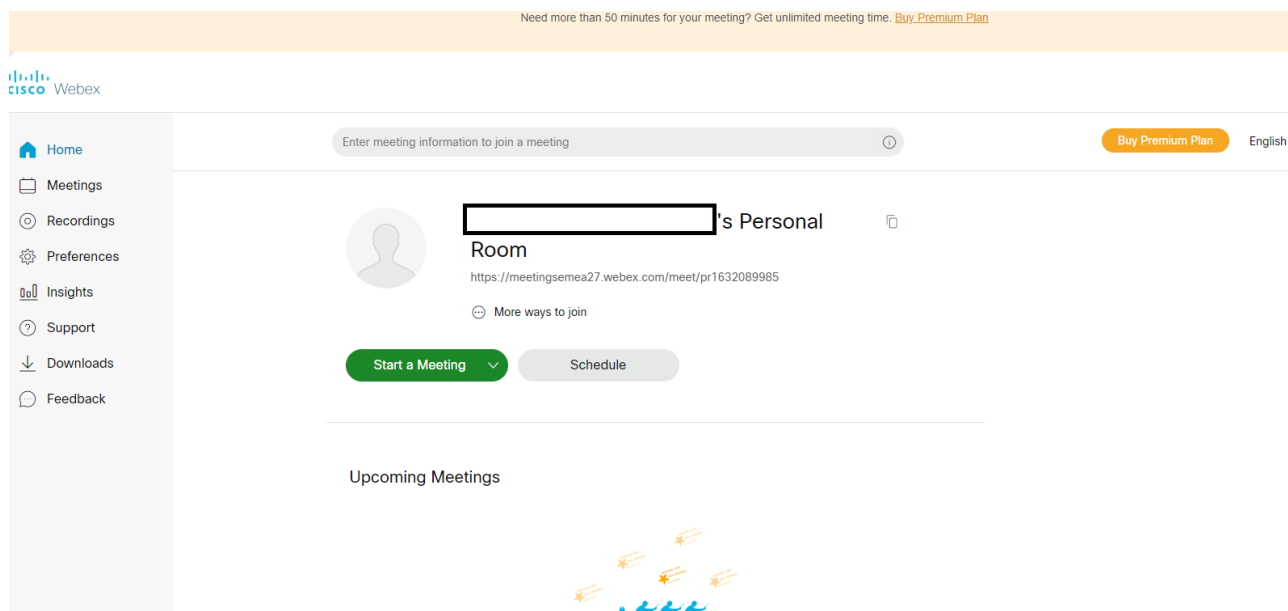 Need more than 50 minutes for your meeting? Get unlimited meeting time. Buy Premium Plan
cisco Webex
Home
Meetings
Recordings
Preferences
Insights
Support
Downloads
Feedback
Enter meeting information to join a meeting
Buy Premium Plan
English
's Personal
Room
https://meetingsemea27.webex.com/meet/pr1632089985
More ways to join
Start a Meeting
Schedule
Upcoming Meetings